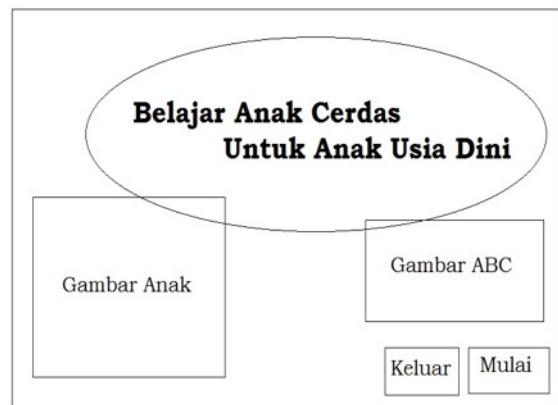 Belajar Anak Cerdas
Untuk Anak Usia Dini
Gambar Anak
Gambar ABC
Keluar
Mulai